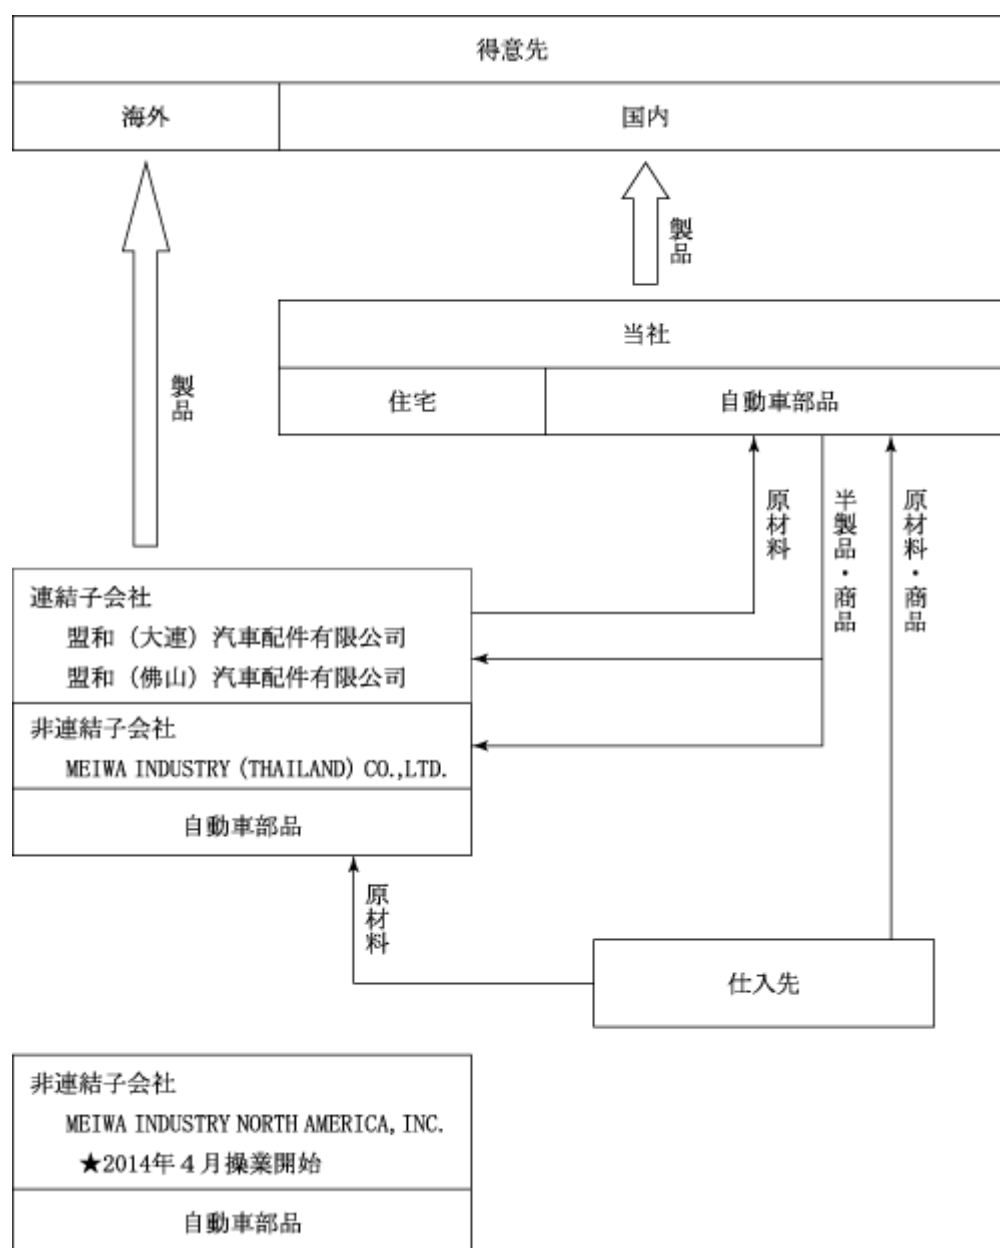 得意先
海外
国内
製品
製品
当社
住宅
自動車部品
原材料
半製品・商品
原材料・商品
連結子会社
盟和（大連）汽車配件有限公司
盟和（佛山）汽車配件有限公司
非連結子会社
MEIWA INDUSTRY (THAILAND) CO.,LTD.
自動車部品
原材料
仕入先
非連結子会社
MEIWA INDUSTRY NORTH AMERICA, INC.
★2014年４月操業開始
自動車部品